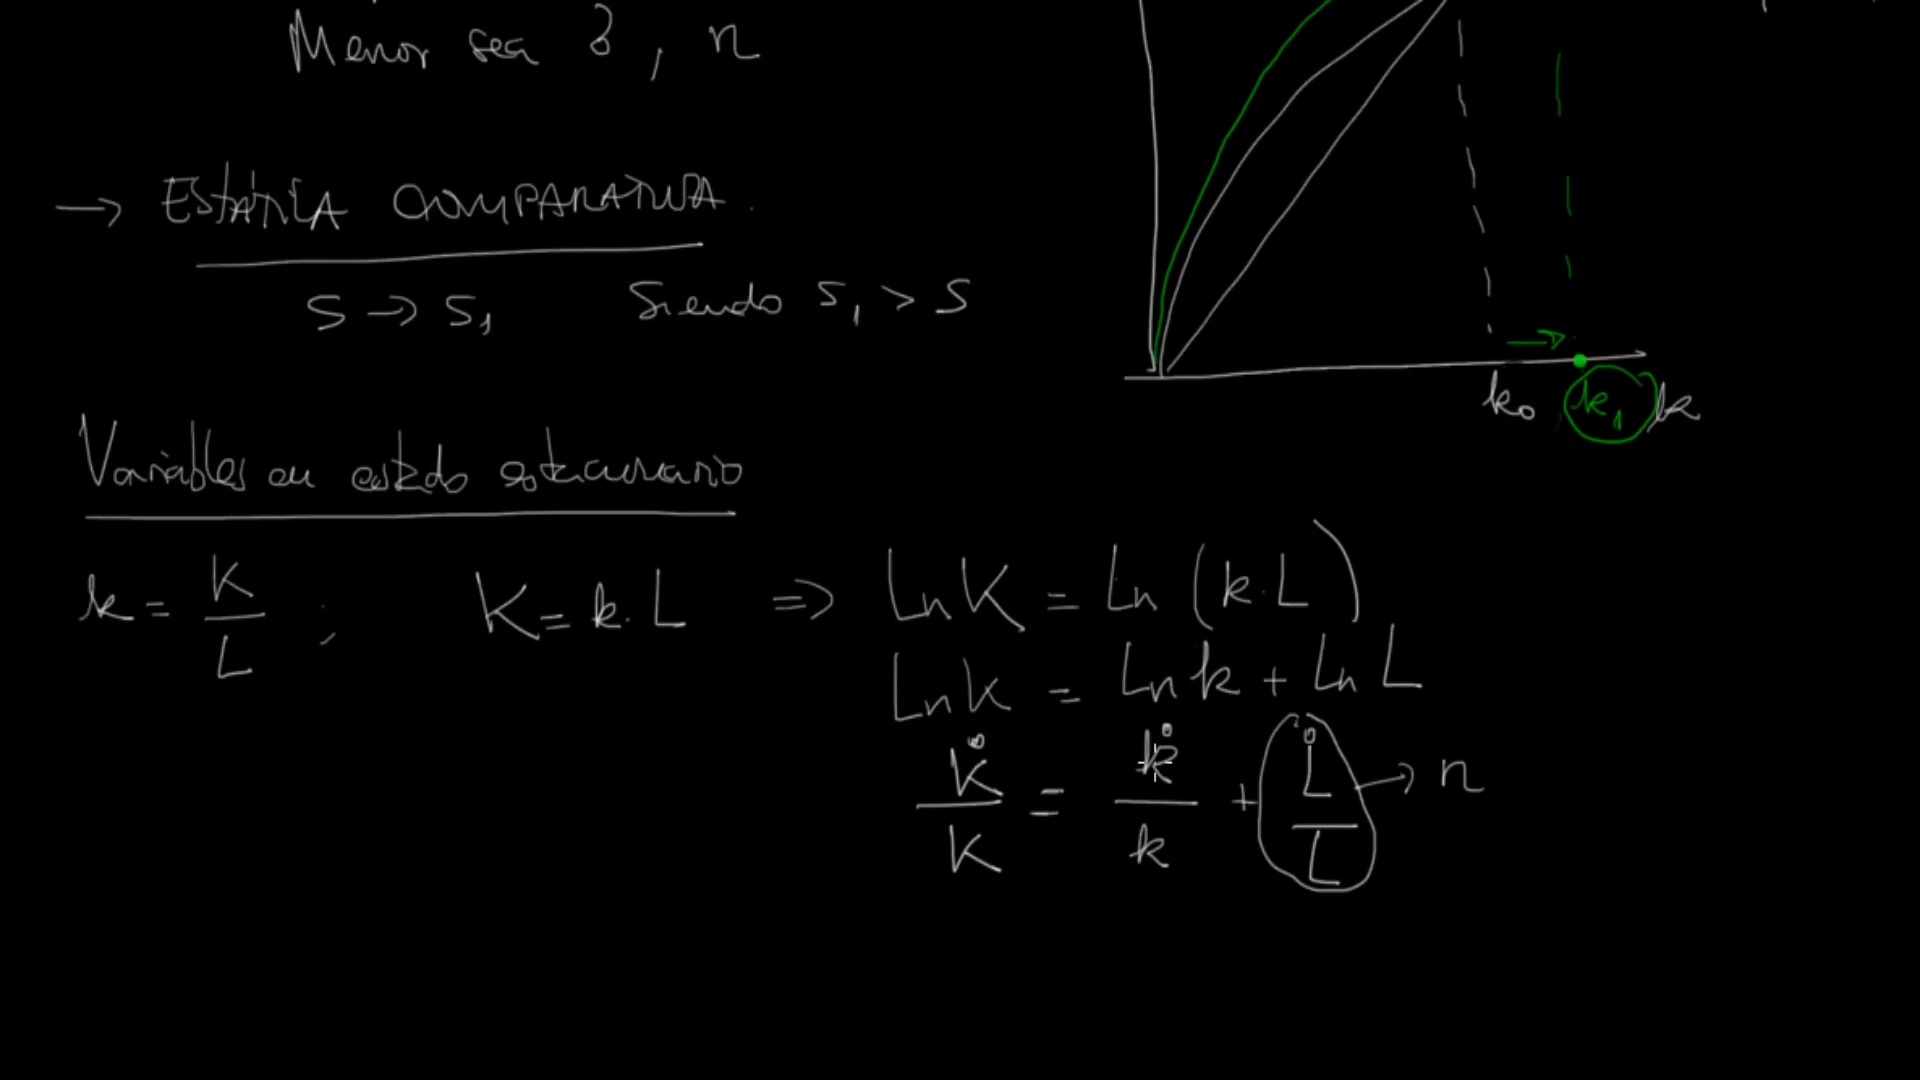 Menor sea δ, n
→ ESTÁTICA COMPARATIVA.
S → S₁ Siendo S₁ > S
k₀ k₁ k
Variables en estado estacionario
k = K/L ; K = k. L ⇒ Ln K = Ln (k. L)
Ln K = Ln k + Ln L
K̇/K = k̇/k + L̇/L → n